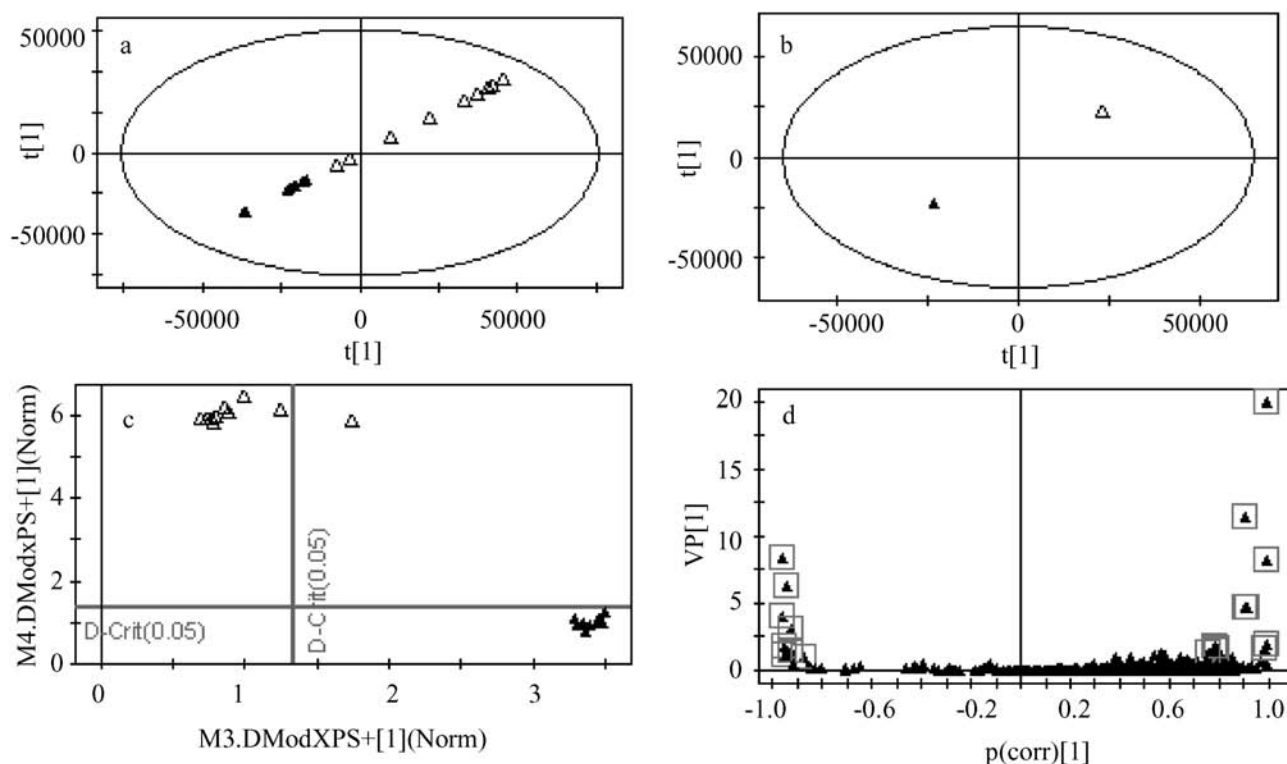 a
50000
0
-50000
t[1]
-50000
0
50000
t[1]
b
50000
0
-50000
t[1]
-50000
0
50000
t[1]
c
6
4
2
0
M4.DModxPS+[1](Norm)
D-Crit(0.05)
D-Crit(0.05)
0
1
2
3
M3.DModXPS+[1](Norm)
d
20
15
10
5
0
VP[1]
-1.0
-0.6
-0.2
0.2
0.6
1.0
p(corr)[1]